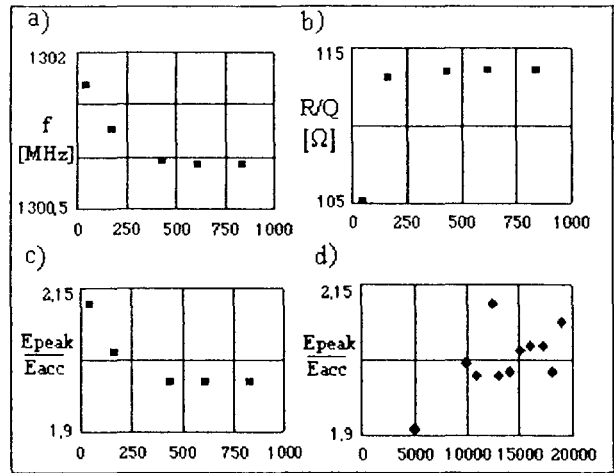 a)
1302
f
[MHz]
1300,5
0 250 500 750 1000
b)
115
R/Q
[Ω]
105
0 250 500 750 1000
c)
2,15
Epeak
Eacc
1,9
0 250 500 750 1000
d)
2,15
Epeak
Eacc
1,9
0 5000 10000 15000 20000